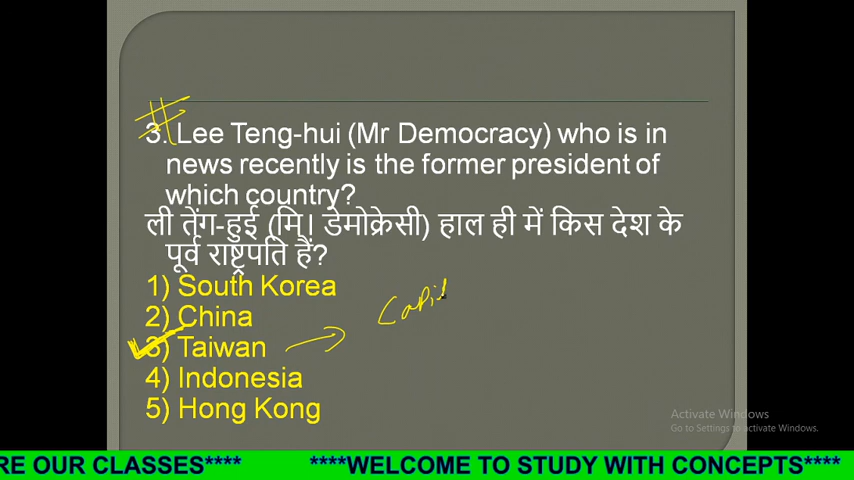 3. Lee Teng-hui (Mr Democracy) who is in
news recently is the former president of
which country?
ली तेंग-हुई (मि। डेमोक्रेसी) हाल ही में किस देश के
पूर्व राष्ट्रपति हैं?
1) South Korea
2) China
3) Taiwan
Capit
4) Indonesia
5) Hong Kong
Activate Windows
Go to Settings to activate Windows.
RE OUR CLASSES**** ****WELCOME TO STUDY WITH CONCEPTS****